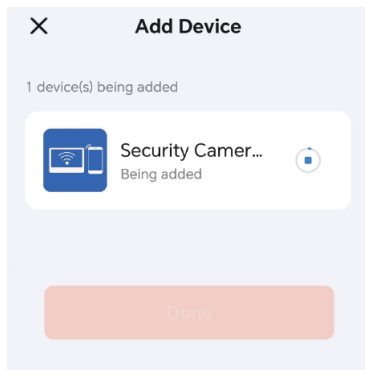 Add Device
1 device(s) being added
Security Camer...
Being added
Done